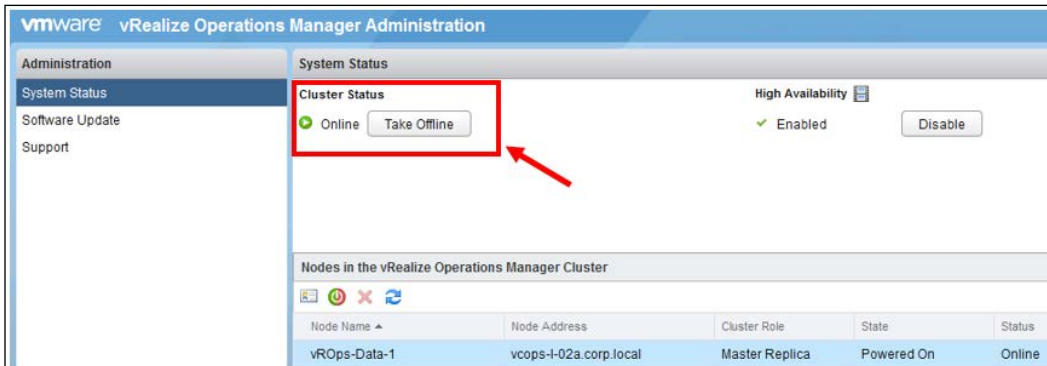 vmware vRealize Operations Manager Administration
Administration
System Status
Software Update
Support
System Status
Cluster Status
Online Take Offline
High Availability
Enabled Disable
Nodes in the vRealize Operations Manager Cluster
Node Name Node Address Cluster Role State Status
vROps-Data-1 vcops-l-02a.corp.local Master Replica Powered On Online